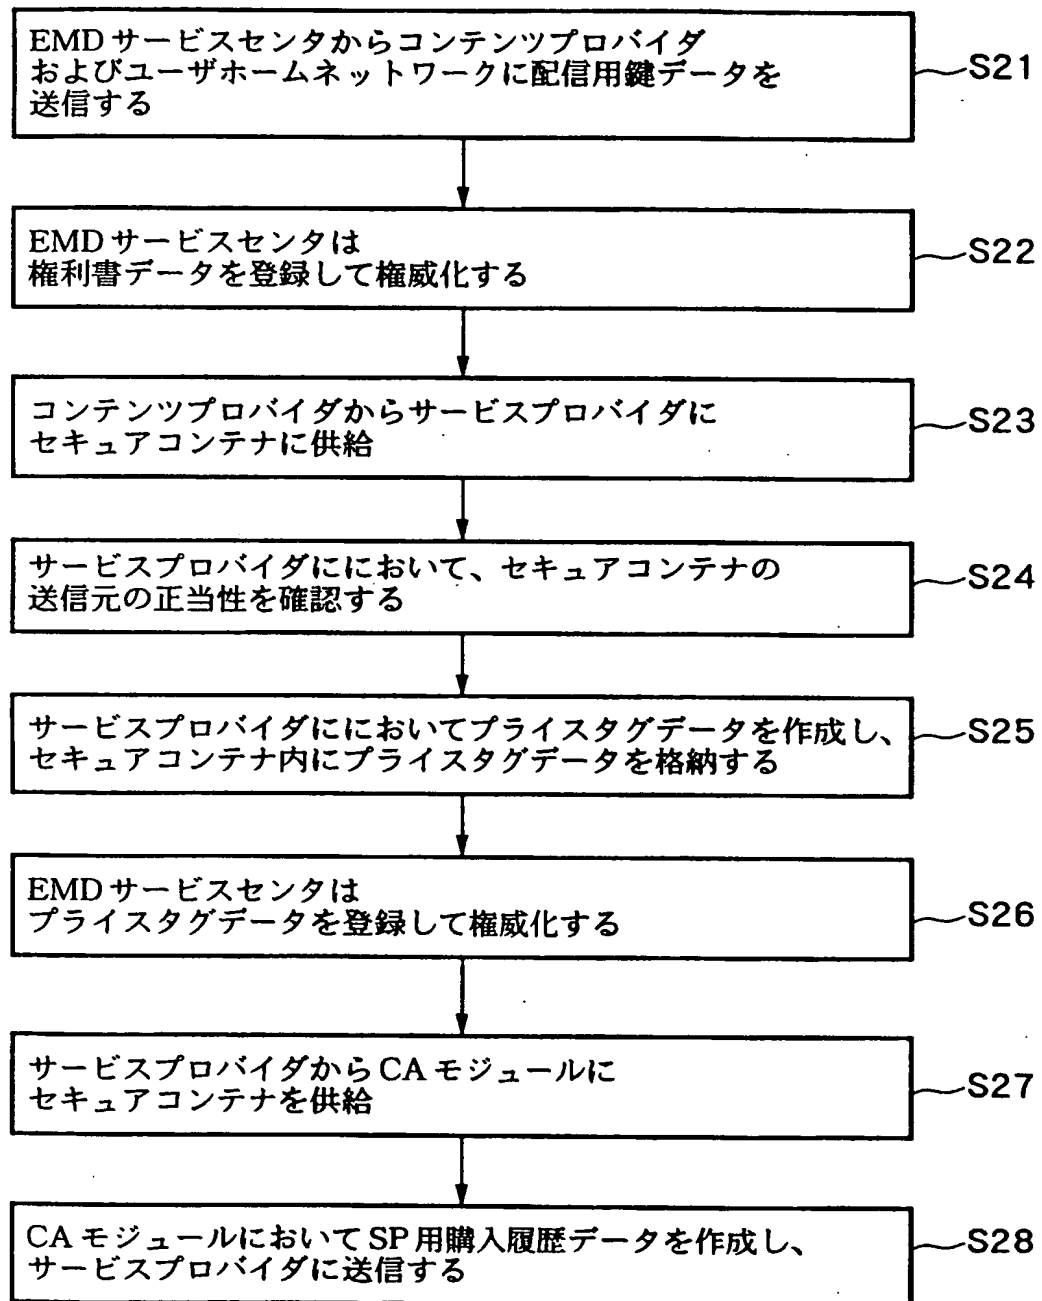 EMDサービスセンタからコンテンツプロバイダ
およびユーザホームネットワークに配信用鍵データを
送信する
S21
EMDサービスセンタは
権利書データを登録して権威化する
S22
コンテンツプロバイダからサービスプロバイダに
セキュアコンテナに供給
S23
サービスプロバイダににおいて、セキュアコンテナの
送信元の正当性を確認する
S24
サービスプロバイダににおいてプライスタグデータを作成し、
セキュアコンテナ内にプライスタグデータを格納する
S25
EMDサービスセンタは
プライスタグデータを登録して権威化する
S26
サービスプロバイダからCAモジュールに
セキュアコンテナを供給
S27
CAモジュールにおいてSP用購入履歴データを作成し、
サービスプロバイダに送信する
S28